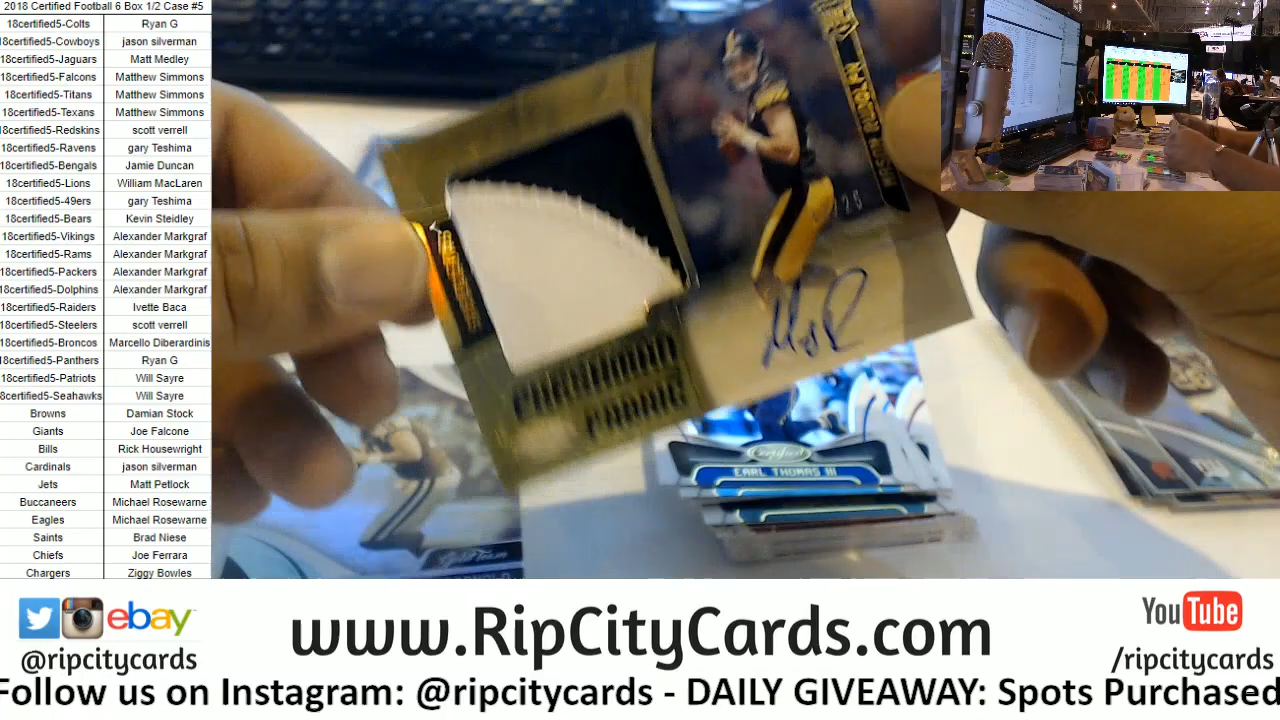 2018 Certified Football 6 Box 1/2 Case #5
18certified5-Colts Ryan G
18certified5-Cowboys jason silverman
18certified5-Jaguars Matt Medley
18certified5-Falcons Matthew Simmons
18certified5-Titans Matthew Simmons
18certified5-Texans Matthew Simmons
18certified5-Redskins scott verrell
18certified5-Ravens gary Teshima
18certified5-Bengals Jamie Duncan
18certified5-Lions William MacLaren
18certified5-49ers gary Teshima
18certified5-Bears Kevin Steidley
18certified5-Vikings Alexander Markgraf
18certified5-Rams Alexander Markgraf
18certified5-Packers Alexander Markgraf
18certified5-Dolphins Alexander Markgraf
18certified5-Raiders Ivette Baca
18certified5-Steelers scott verrell
18certified5-Broncos Marcello Diberardinis
18certified5-Panthers Ryan G
18certified5-Patriots Will Sayre
8certified5-Seahawks Will Sayre
Browns Damian Stock
Giants Joe Falcone
Bills Rick Housewright
Cardinals jason silverman
Jets Matt Petlock
Buccaneers Michael Rosewarne
Eagles Michael Rosewarne
Saints Brad Niese
Chiefs Joe Ferrara
Chargers Ziggy Bowles
Certified
EARL THOMAS III
Gold Team
ebay
@ripcitycards
www.RipCityCards.com
YouTube
/ripcitycards
Follow us on Instagram: @ripcitycards - DAILY GIVEAWAY: Spots Purchased